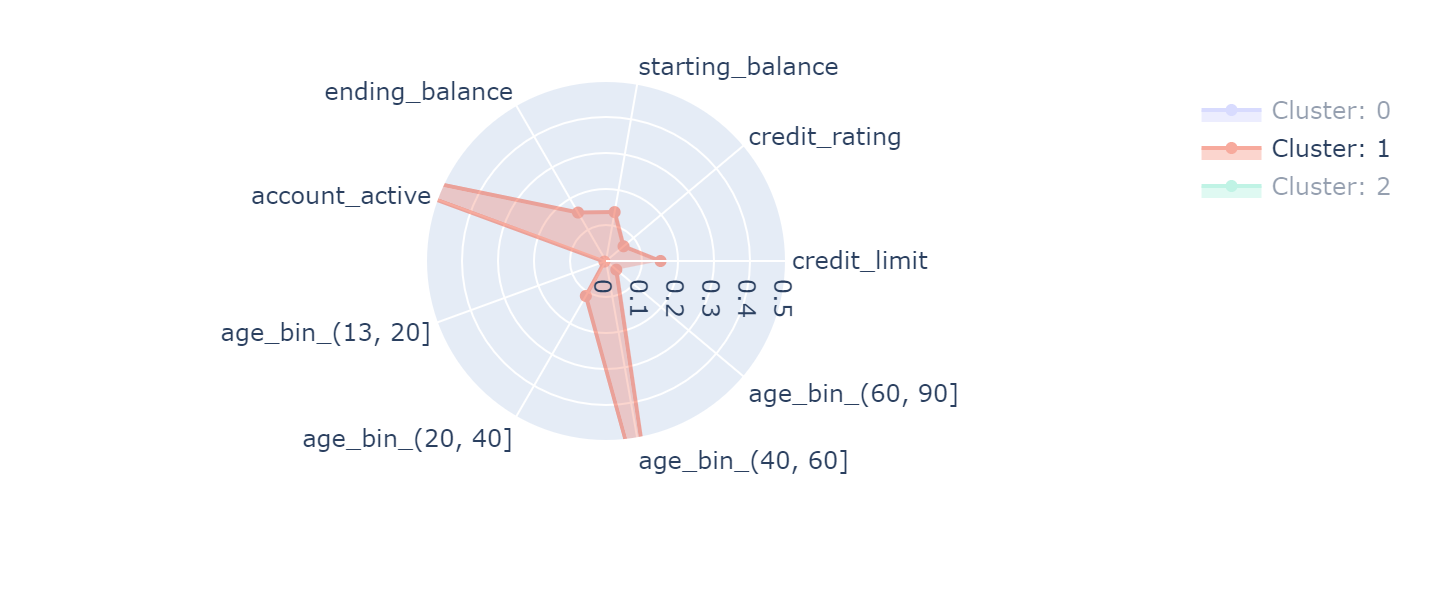 starting_balance
ending_balance
credit_rating
account_active
credit_limit
0
0.1
0.2
0.3
0.4
0.5
age_bin_(13, 20]
age_bin_(60, 90]
age_bin_(20, 40]
age_bin_(40, 60]
Cluster: 0
Cluster: 1
Cluster: 2